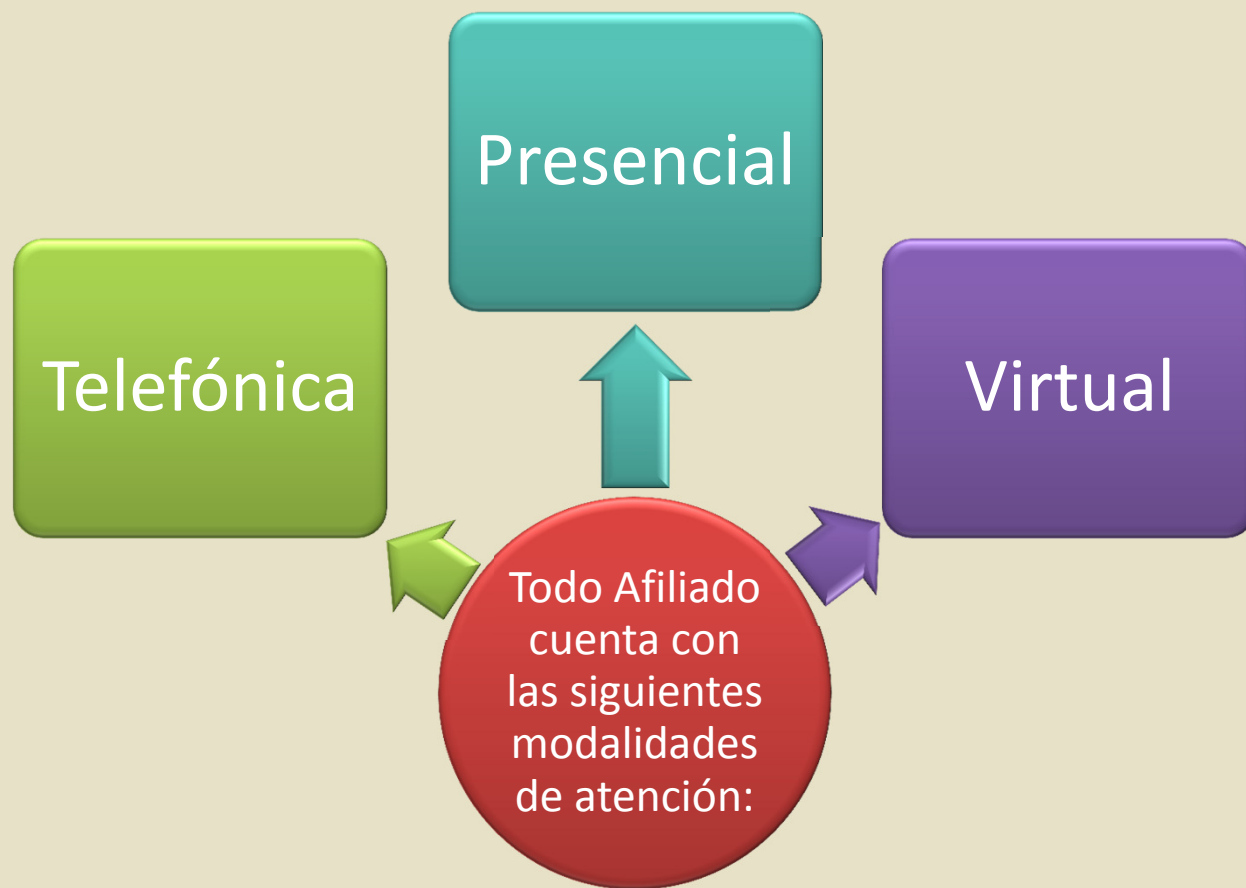 Presencial
Telefónica
Virtual
Todo Afiliado
cuenta con
las siguientes
modalidades
de atención: